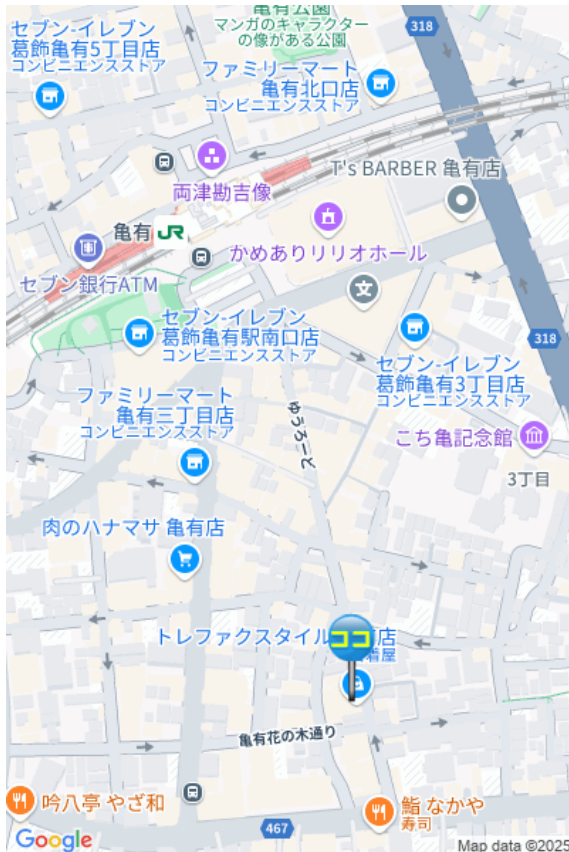 亀有公園
マンガのキャラクター
の像がある公園
318
セブン-イレブン
葛飾亀有5丁目店
コンビニエンスストア
ファミリーマート
亀有北口店
コンビニエンスストア
両津勘吉像
T's BARBER 亀有店
亀有 JR
かめありリリオホール
セブン銀行ATM
文
セブン-イレブン
葛飾亀有駅南口店
コンビニエンスストア
318
セブン-イレブン
葛飾亀有3丁目店
コンビニエンスストア
ファミリーマート
亀有三丁目店
コンビニエンスストア
ゆうろーど
こち亀記念館
3丁目
肉のハナマサ 亀有店
トレファクスタイル
店
ココ
着屋
亀有花の木通り
吟八亭 やざ和
鮨 なかや
寿司
467
Google
Map data ©2025